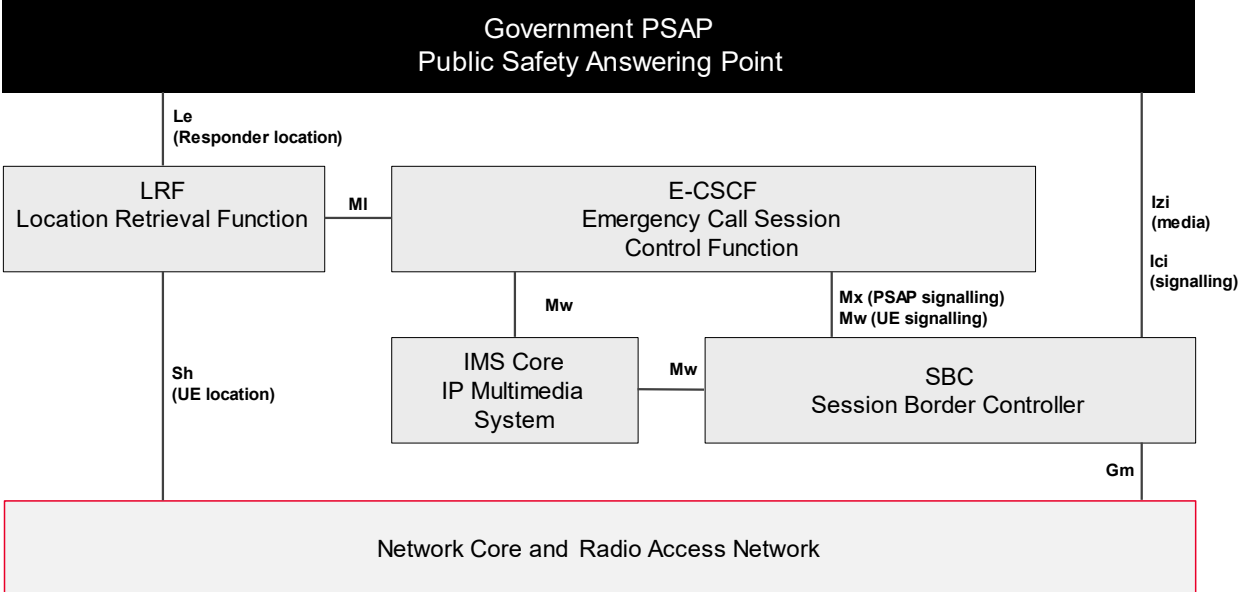 Government PSAP
Public Safety Answering Point
Le
(Responder location)
LRF
Location Retrieval Function
Ml
E-CSCF
Emergency Call Session
Control Function
Izi
(media)
Ici
(signalling)
Mw
Mx (PSAP signalling)
Mw (UE signalling)
Sh
(UE location)
IMS Core
IP Multimedia
System
Mw
SBC
Session Border Controller
Gm
Network Core and Radio Access Network